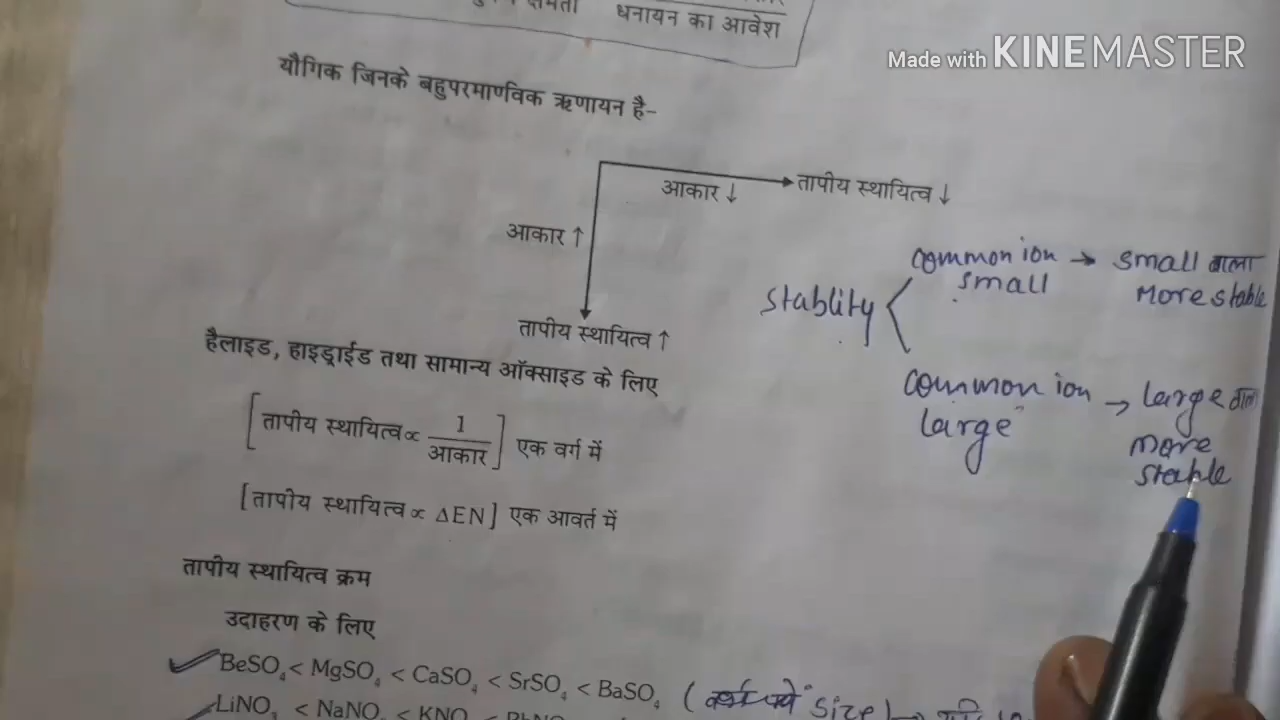 क्षमता धनायन का आवेश
Made with KINEMASTER
यौगिक जिनके बहुपरमाण्विक ऋणायन है-
आकार ↓ तापीय स्थायित्व ↓
आकार ↑
तापीय स्थायित्व ↑
Stablity
common ion → small वाला
small More stable
common ion → large वाला
large more
stable
हैलाइड, हाइड्राईड तथा सामान्य ऑक्साइड के लिए
[तापीय स्थायित्व ∝ 1/आकार] एक वर्ग में
[तापीय स्थायित्व ∝ ΔEN] एक आवर्त में
तापीय स्थायित्व क्रम
उदाहरण के लिए
BeSO₄ < MgSO₄ < CaSO₄ < SrSO₄ < BaSO₄ ( size) →
LiNO₃ < NaNO₃ < KNO